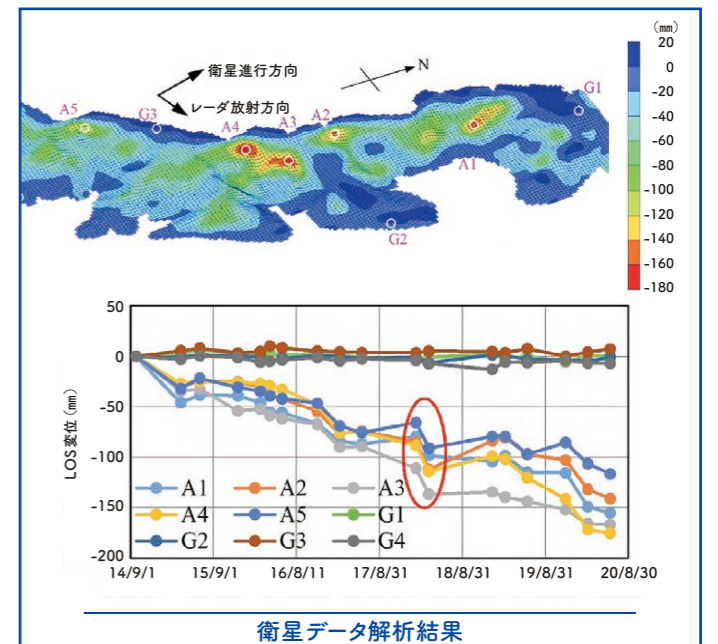 (㎜)
20
0
-20
-40
-60
-80
-100
-120
-140
-160
-180
衛星進行方向
レーダ放射方向
N
A5
G3
A4
A3
A2
A1
G1
G2
50
0
-50
-100
-150
-200
LOS変位(㎜)
A1 A2 A3
A4 A5 G1
G2 G3 G4
14/9/1 15/9/1 16/8/11 17/8/31 18/8/31 19/8/31 20/8/30
衛星データ解析結果